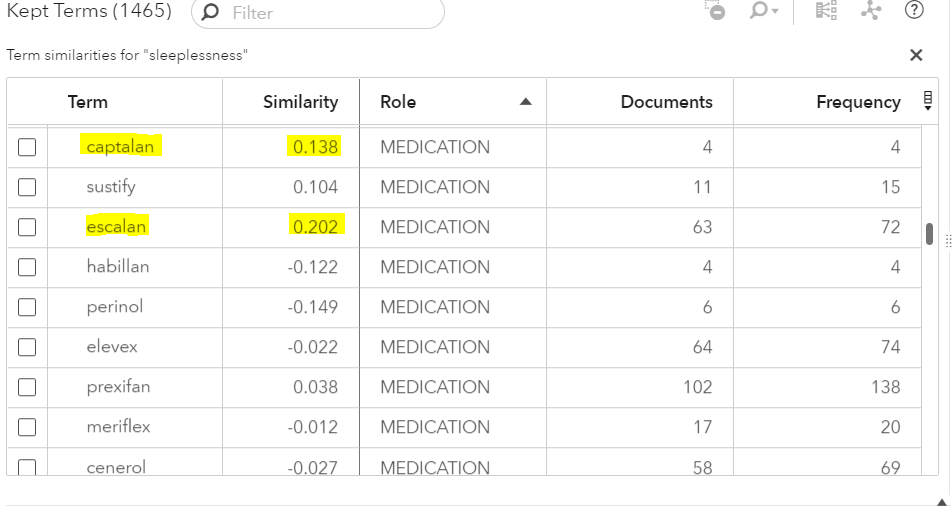 Kept Terms (1465) Filter
Term similarities for "sleeplessness"
Term Similarity Role Documents Frequency
captalan 0.138 MEDICATION 4 4
sustify 0.104 MEDICATION 11 15
escalan 0.202 MEDICATION 63 72
habillan -0.122 MEDICATION 4 4
perinol -0.149 MEDICATION 6 6
elevex -0.022 MEDICATION 64 74
prexifan 0.038 MEDICATION 102 138
meriflex -0.012 MEDICATION 17 20
cenerol -0.027 MEDICATION 58 69